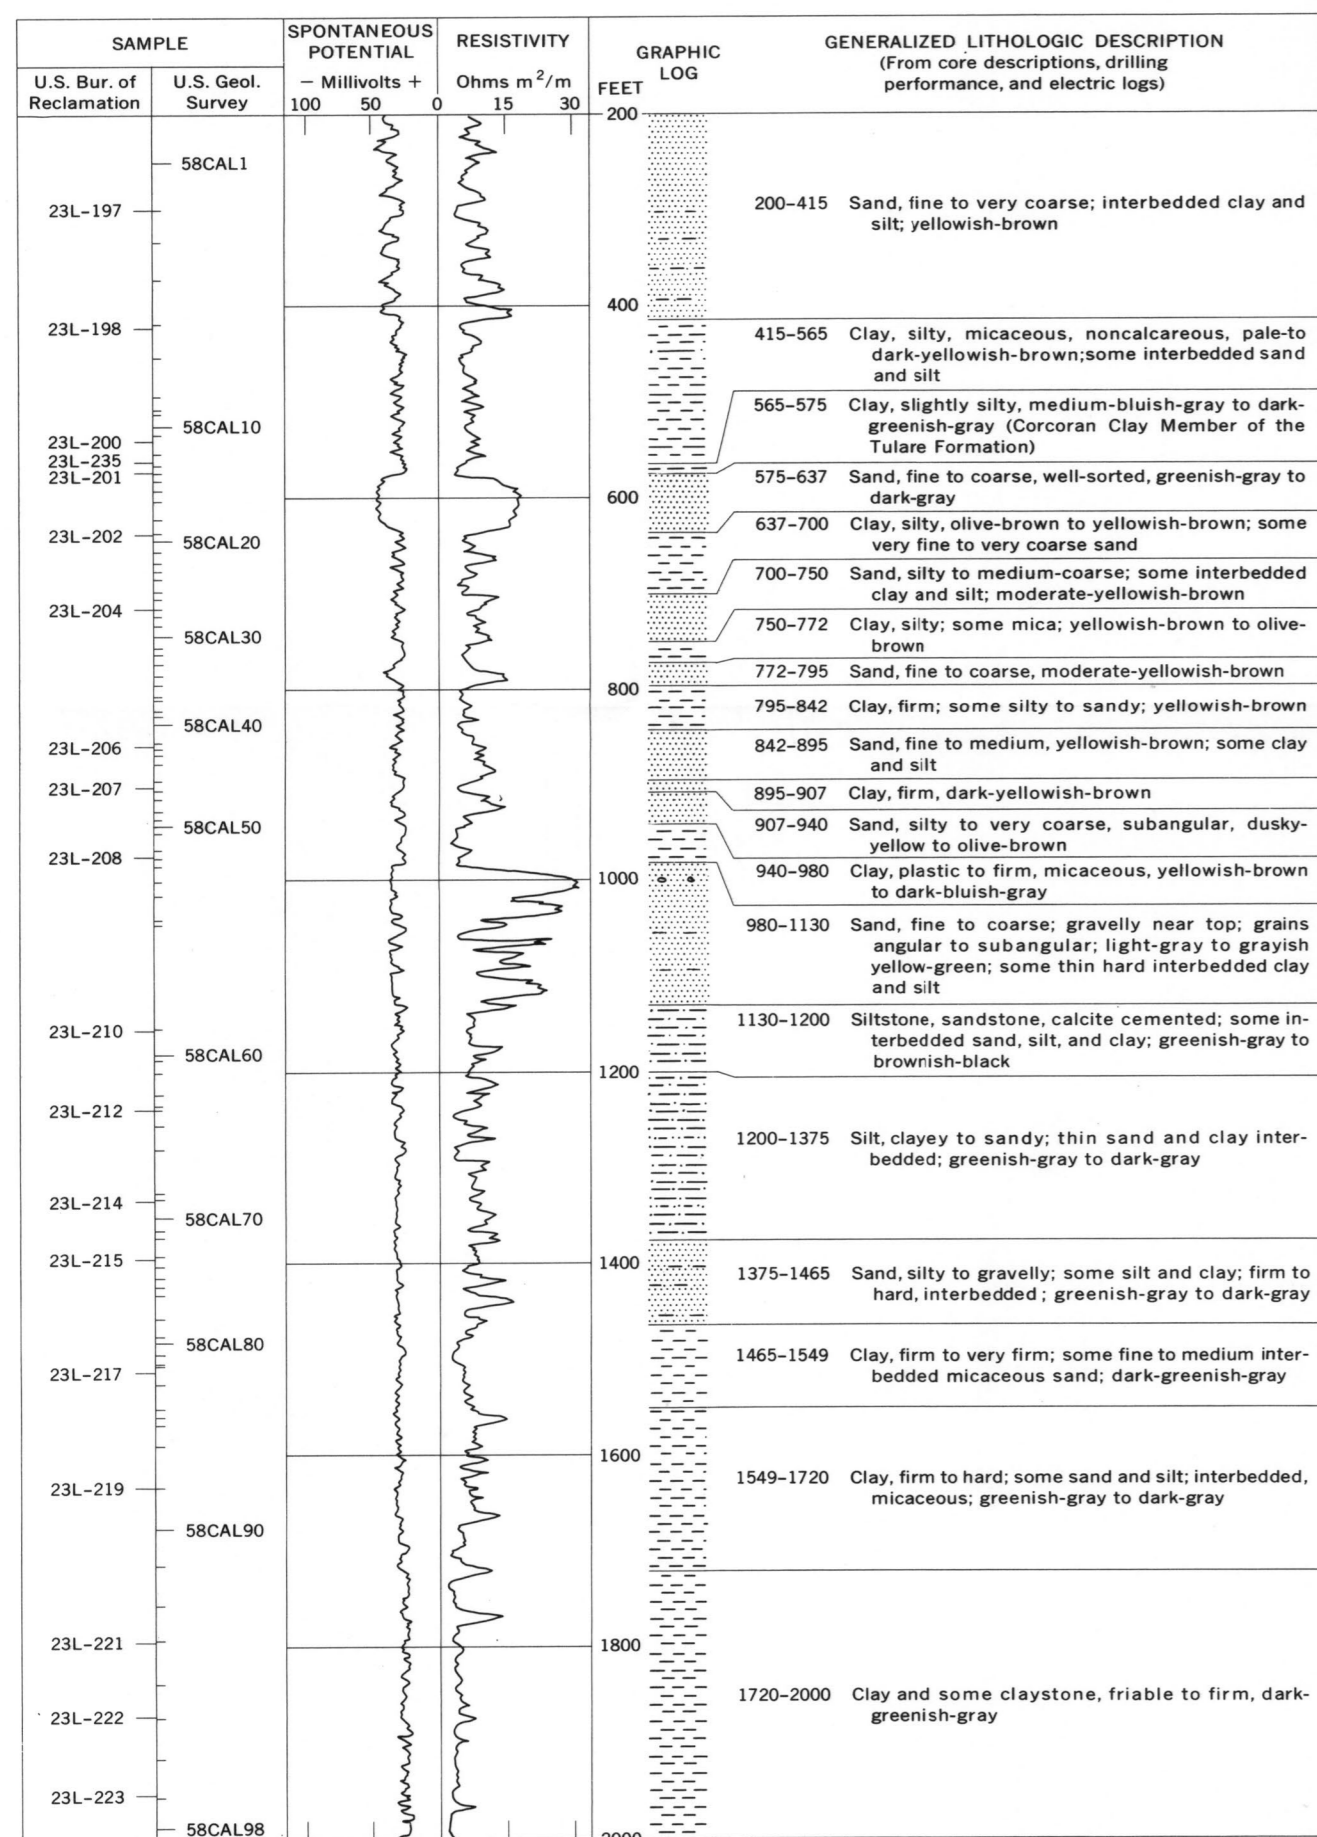 SAMPLE
U.S. Bur. of
Reclamation
U.S. Geol.
Survey
SPONTANEOUS
POTENTIAL
− Millivolts +
100 50 0
RESISTIVITY
Ohms m²/m
15 30
FEET
GRAPHIC
LOG
GENERALIZED LITHOLOGIC DESCRIPTION
(From core descriptions, drilling
performance, and electric logs)
23L−197
23L−198
23L−200
23L−235
23L−201
23L−202
23L−204
23L−206
23L−207
23L−208
23L−210
23L−212
23L−214
23L−215
23L−217
23L−219
23L−221
23L−222
23L−223
58CAL1
58CAL10
58CAL20
58CAL30
58CAL40
58CAL50
58CAL60
58CAL70
58CAL80
58CAL90
58CAL98
200
400
600
800
1000
1200
1400
1600
1800
2000
200−415 Sand, fine to very coarse; interbedded clay and
silt; yellowish-brown
415−565 Clay, silty, micaceous, noncalcareous, pale-to
dark-yellowish-brown;some interbedded sand
and silt
565−575 Clay, slightly silty, medium-bluish-gray to dark-
greenish-gray (Corcoran Clay Member of the
Tulare Formation)
575−637 Sand, fine to coarse, well-sorted, greenish-gray to
dark-gray
637−700 Clay, silty, olive-brown to yellowish-brown; some
very fine to very coarse sand
700−750 Sand, silty to medium-coarse; some interbedded
clay and silt; moderate-yellowish-brown
750−772 Clay, silty; some mica; yellowish-brown to olive-
brown
772−795 Sand, fine to coarse, moderate-yellowish-brown
795−842 Clay, firm; some silty to sandy; yellowish-brown
842−895 Sand, fine to medium, yellowish-brown; some clay
and silt
895−907 Clay, firm, dark-yellowish-brown
907−940 Sand, silty to very coarse, subangular, dusky-
yellow to olive-brown
940−980 Clay, plastic to firm, micaceous, yellowish-brown
to dark-bluish-gray
980−1130 Sand, fine to coarse; gravelly near top; grains
angular to subangular; light-gray to grayish
yellow-green; some thin hard interbedded clay
and silt
1130−1200 Siltstone, sandstone, calcite cemented; some in-
terbedded sand, silt, and clay; greenish-gray to
brownish-black
1200−1375 Silt, clayey to sandy; thin sand and clay inter-
bedded; greenish-gray to dark-gray
1375−1465 Sand, silty to gravelly; some silt and clay; firm to
hard, interbedded ; greenish-gray to dark-gray
1465−1549 Clay, firm to very firm; some fine to medium inter-
bedded micaceous sand; dark-greenish-gray
1549−1720 Clay, firm to hard; some sand and silt; interbedded,
micaceous; greenish-gray to dark-gray
1720−2000 Clay and some claystone, friable to firm, dark-
greenish-gray